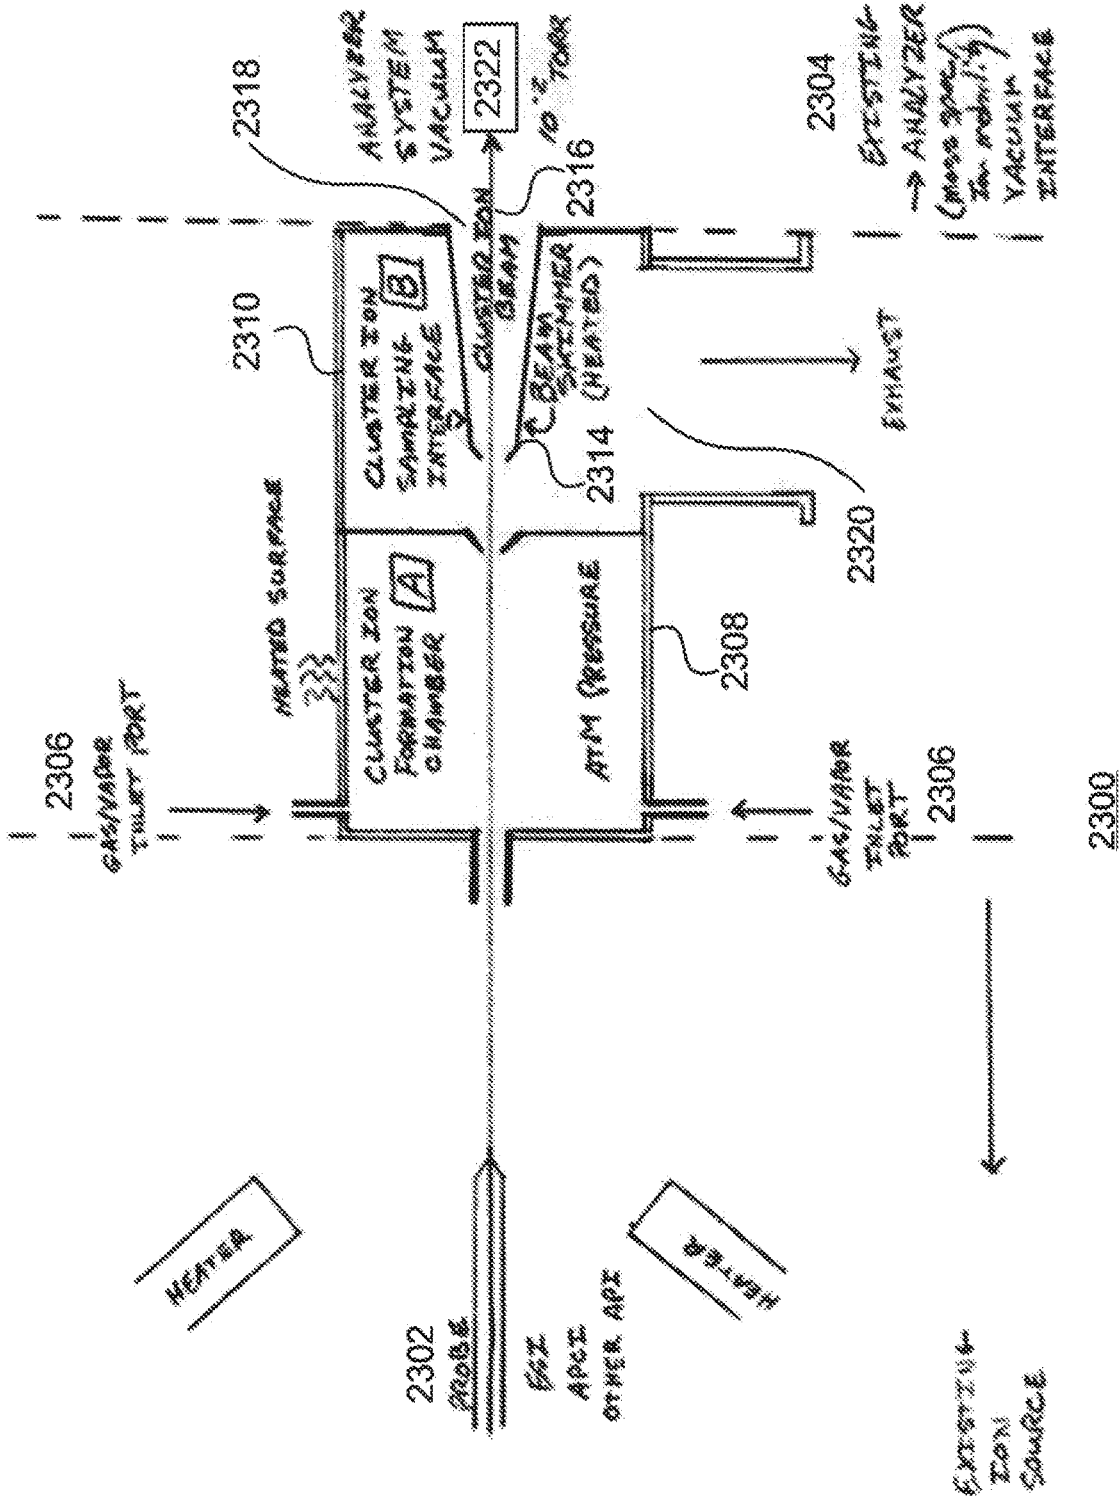 2306
GAS/VAPOR
INLET PORT
HEATED SURFACE
2310
2318
ANALYZER
SYSTEM
VACUUM
2322
10⁻² TORR
CLUSTER ION
FORMATION
CHAMBER
A
CLUSTER ION
SAMPLING
INTERFACE
B
CLUSTER ION
BEAM
2316
BEAM
SKIMMER
(HEATED)
2314
ATM PRESSURE
2308
2320
EXHAUST
HEATER
2302
PROBE
ESI
APCI
OTHER API
HEATER
GAS/VAPOR
INLET
PORT
2306
2304
EXISTING
→ ANALYZER
(Mass spec/
Ion mobility)
VACUUM
INTERFACE
EXISTING
ION
SOURCE
2300